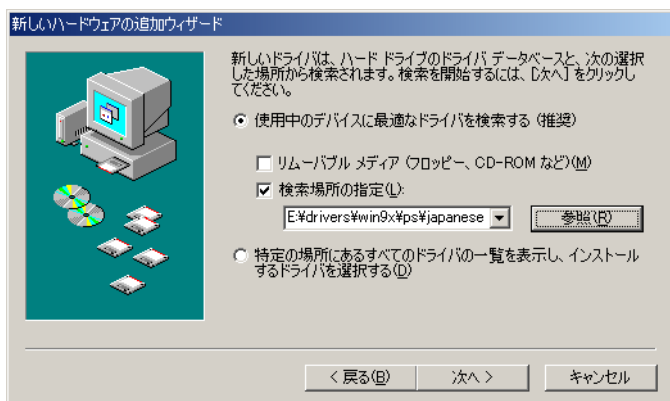 新しいハードウェアの追加ウィザード
新しいドライバは、ハード ドライブのドライバ データベースと、次の選択
した場所から検索されます。検索を開始するには、[次へ] をクリックし
てください。
使用中のデバイスに最適なドライバを検索する (推奨)
リムーバブル メディア (フロッピー、CD-ROM など)(M)
検索場所の指定(L):
E:¥drivers¥win9x¥ps¥japanese
参照(R)
特定の場所にあるすべてのドライバの一覧を表示し、インストール
するドライバを選択する(D)
< 戻る(B)
次へ >
キャンセル